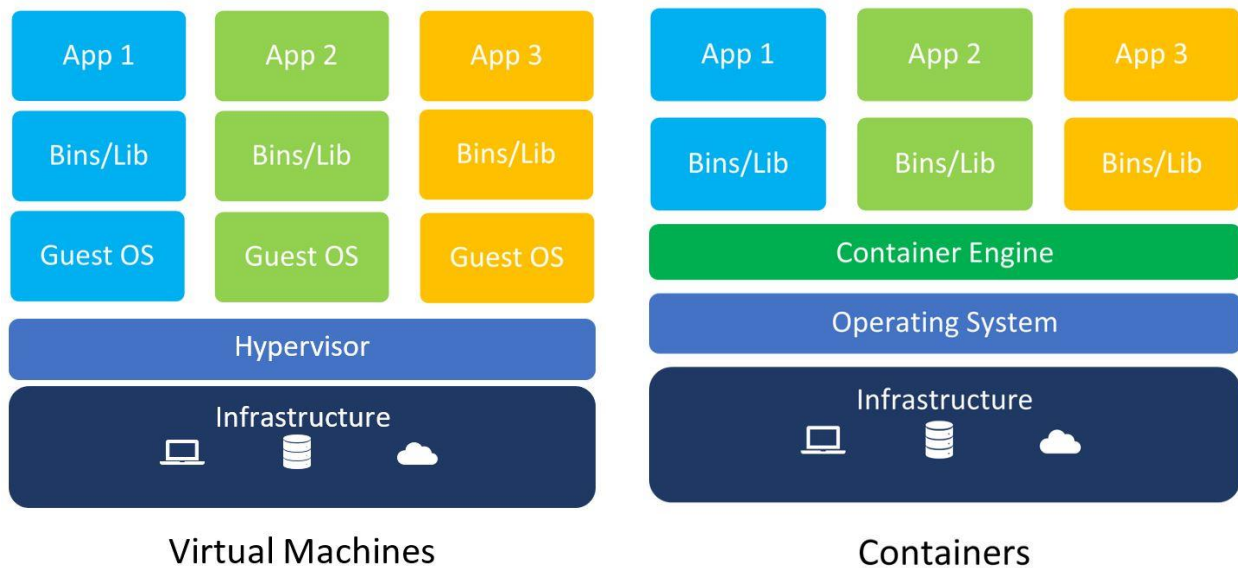 App 1
App 2
App 3
Bins/Lib
Bins/Lib
Bins/Lib
Guest OS
Guest OS
Guest OS
Hypervisor
Infrastructure
Virtual Machines
App 1
App 2
App 3
Bins/Lib
Bins/Lib
Bins/Lib
Container Engine
Operating System
Infrastructure
Containers